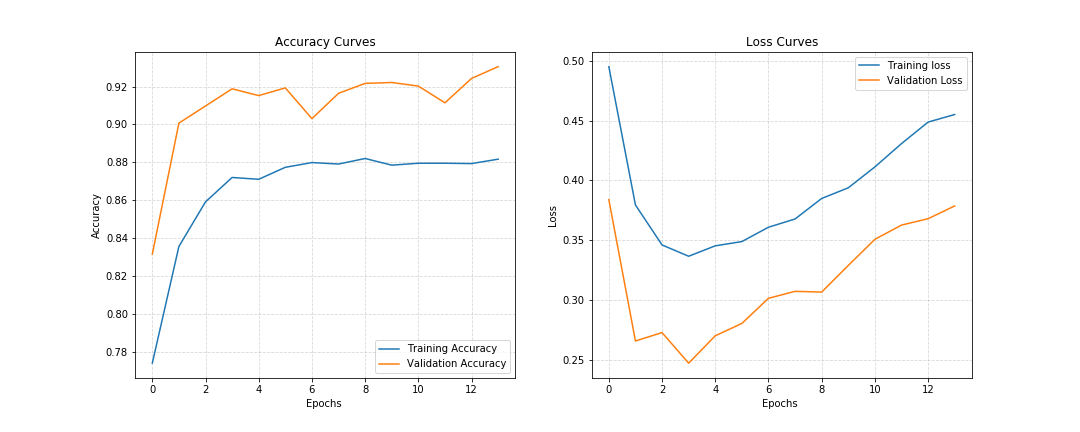 Accuracy Curves
Accuracy
0.92
0.90
0.88
0.86
0.84
0.82
0.80
0.78
0 2 4 6 8 10 12
Epochs
Training Accuracy
Validation Accuracy
Loss Curves
Loss
0.50
0.45
0.40
0.35
0.30
0.25
0 2 4 6 8 10 12
Epochs
Training loss
Validation Loss